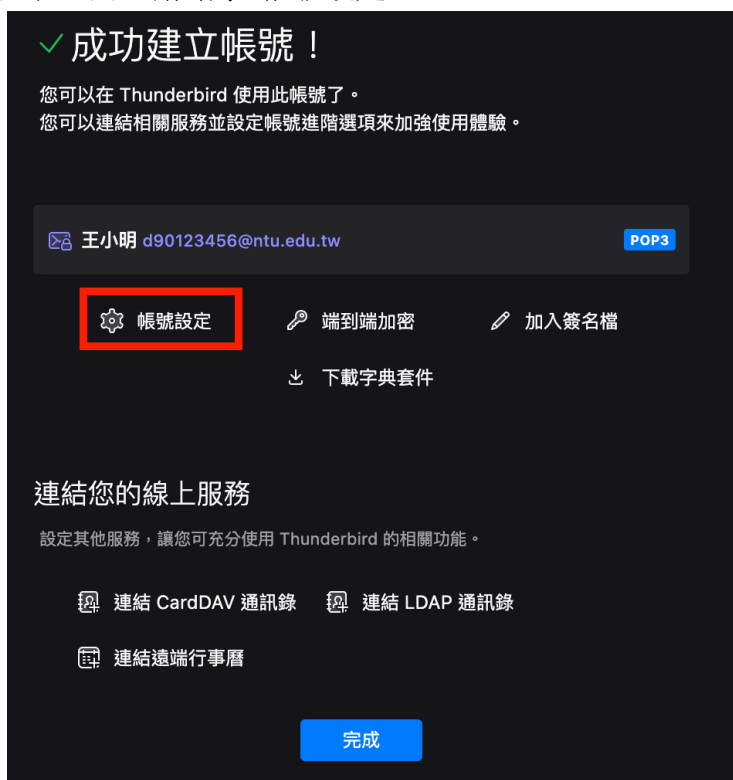 成功建立帳號！
您可以在 Thunderbird 使用此帳號了。
您可以連結相關服務並設定帳號進階選項來加強使用體驗。
王小明 d90123456@ntu.edu.tw POP3
帳號設定 端到端加密 加入簽名檔
下載字典套件
連結您的線上服務
設定其他服務，讓您可充分使用 Thunderbird 的相關功能。
連結 CardDAV 通訊錄 連結 LDAP 通訊錄
連結遠端行事曆
完成